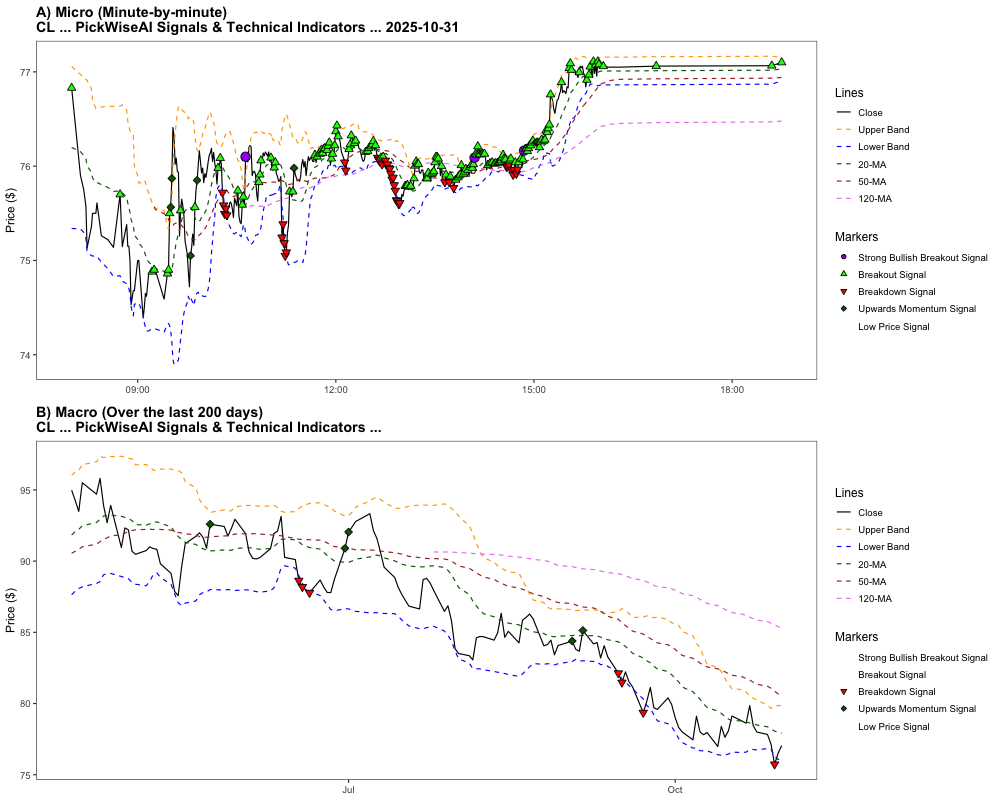 A) Micro (Minute-by-minute)
CL ... PickWiseAI Signals & Technical Indicators ... 2025-10-31
Price ($)
77
76
75
74
09:00
12:00
15:00
18:00
Lines
Close
Upper Band
Lower Band
20-MA
50-MA
120-MA
Markers
Strong Bullish Breakout Signal
Breakout Signal
Breakdown Signal
Upwards Momentum Signal
Low Price Signal
B) Macro (Over the last 200 days)
CL ... PickWiseAI Signals & Technical Indicators ...
Price ($)
95
90
85
80
75
Jul
Oct
Lines
Close
Upper Band
Lower Band
20-MA
50-MA
120-MA
Markers
Strong Bullish Breakout Signal
Breakout Signal
Breakdown Signal
Upwards Momentum Signal
Low Price Signal